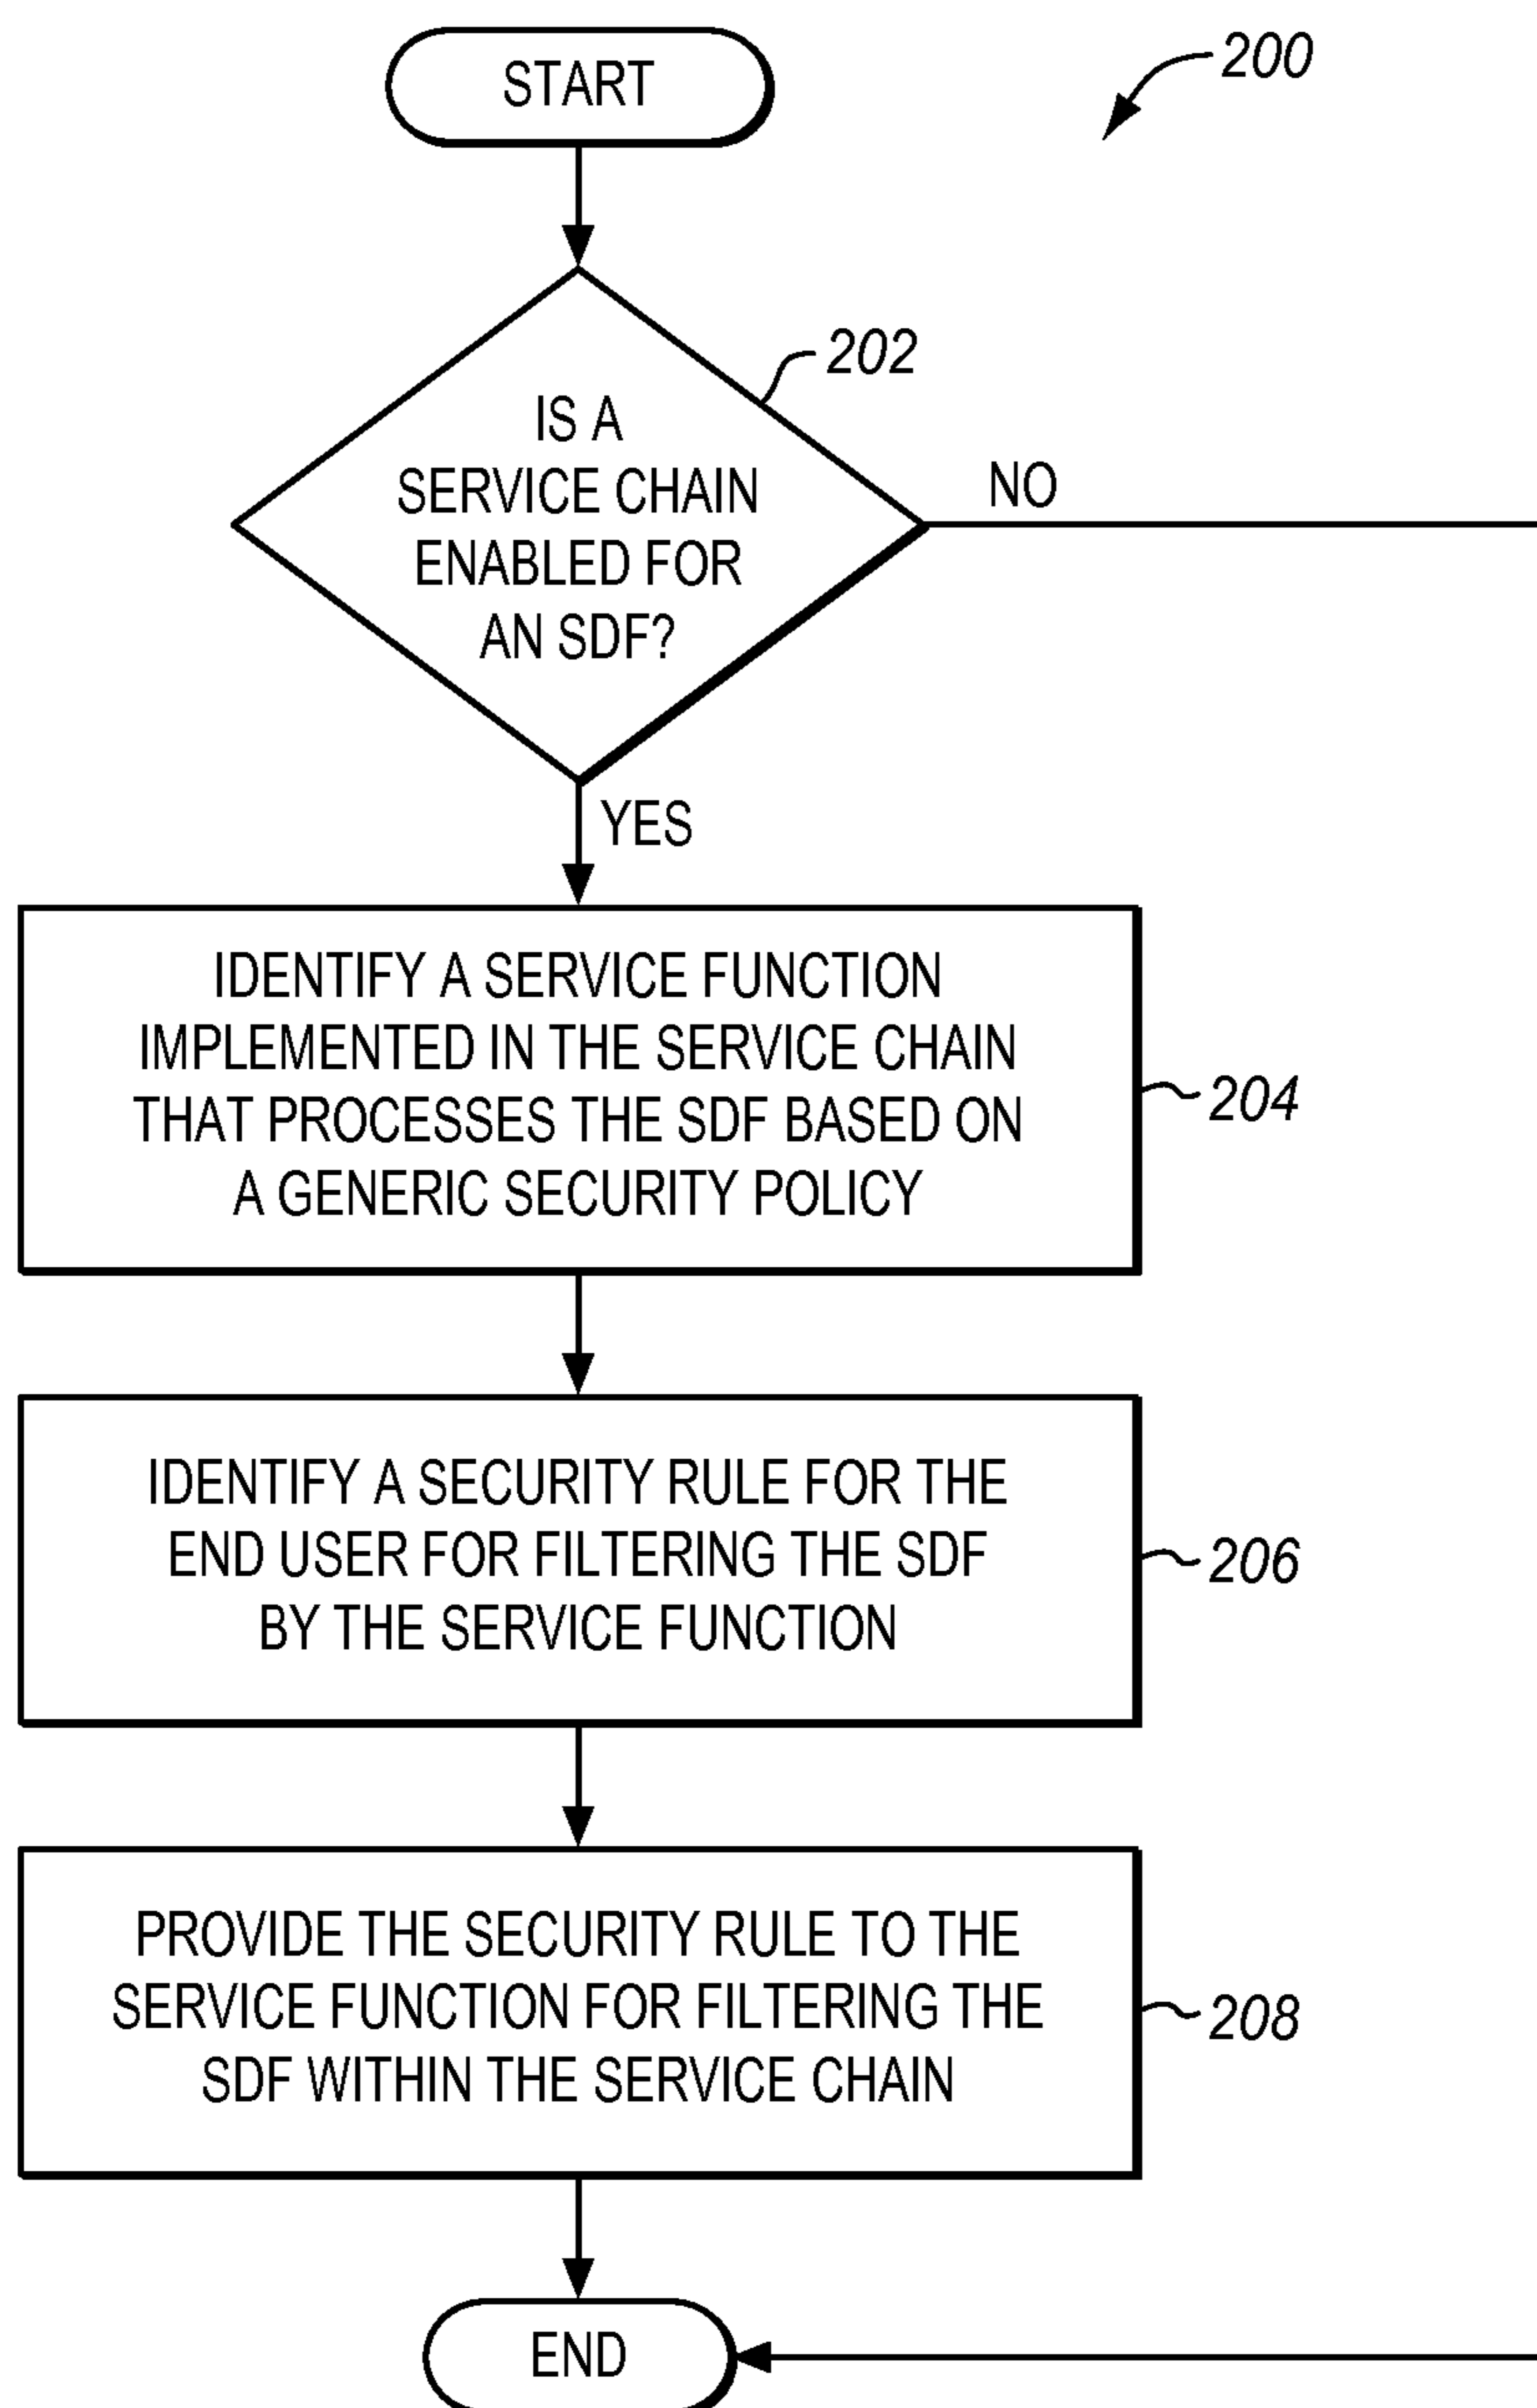 START
200
202
IS A
SERVICE CHAIN
ENABLED FOR
AN SDF?
NO
YES
IDENTIFY A SERVICE FUNCTION
IMPLEMENTED IN THE SERVICE CHAIN
THAT PROCESSES THE SDF BASED ON
A GENERIC SECURITY POLICY
204
IDENTIFY A SECURITY RULE FOR THE
END USER FOR FILTERING THE SDF
BY THE SERVICE FUNCTION
206
PROVIDE THE SECURITY RULE TO THE
SERVICE FUNCTION FOR FILTERING THE
SDF WITHIN THE SERVICE CHAIN
208
END